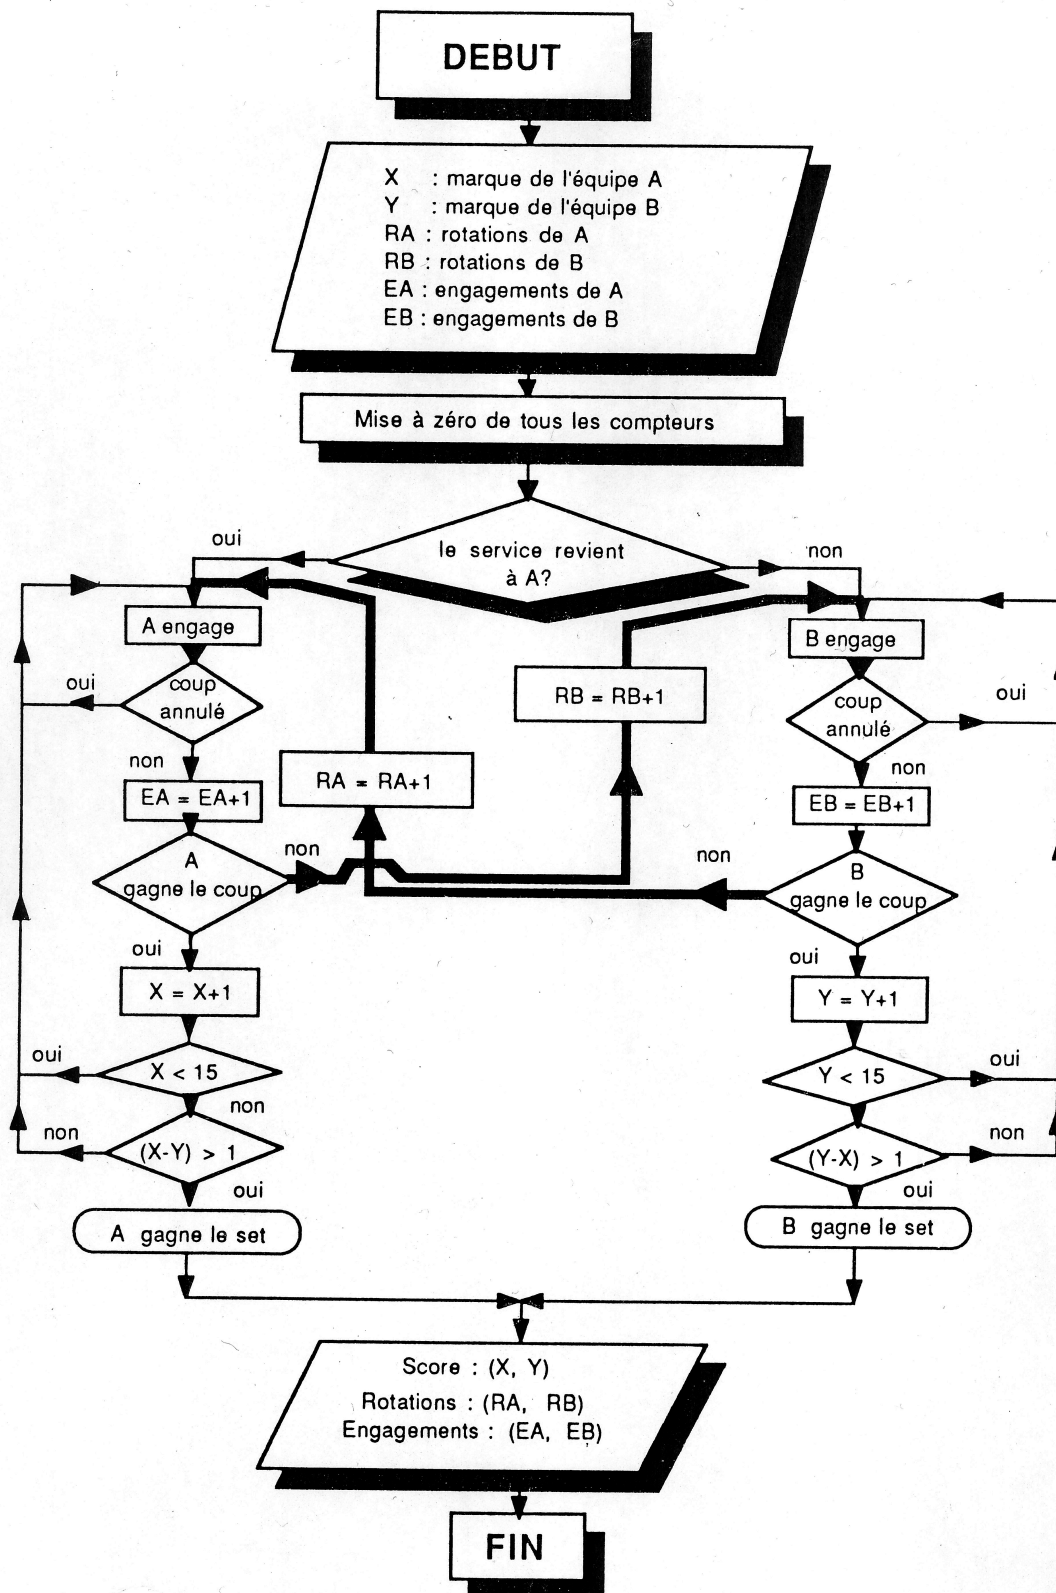 DEBUT
X : marque de l'équipe A
Y : marque de l'équipe B
RA : rotations de A
RB : rotations de B
EA : engagements de A
EB : engagements de B
Mise à zéro de tous les compteurs
le service revient
à A?
oui
non
A engage
coup
annulé
oui
non
EA = EA+1
A
gagne le coup
non
oui
X = X+1
X < 15
oui
non
(X-Y) > 1
non
oui
A gagne le set
RA = RA+1
RB = RB+1
B engage
coup
annulé
oui
non
EB = EB+1
B
gagne le coup
non
oui
Y = Y+1
Y < 15
oui
(Y-X) > 1
non
oui
B gagne le set
Score : (X, Y)
Rotations : (RA, RB)
Engagements : (EA, EB)
FIN